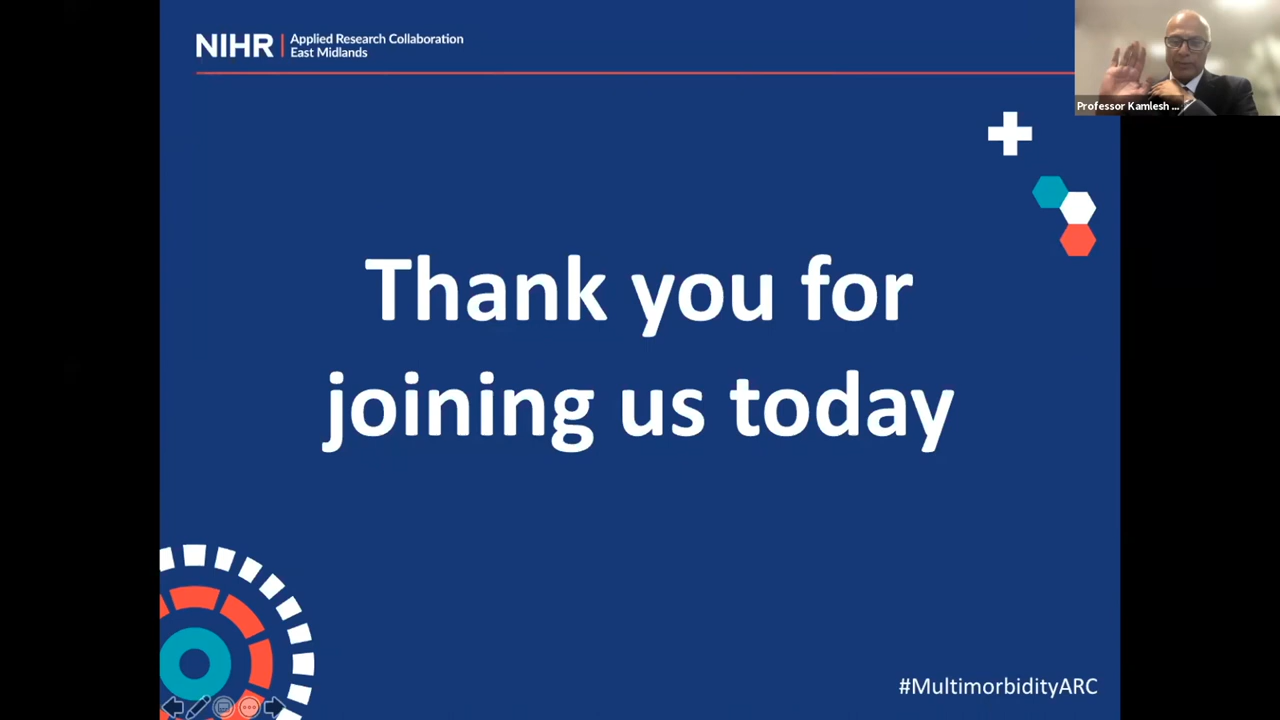 NIHR | Applied Research Collaboration
East Midlands
Professor Kamlesh ...
Thank you for
joining us today
#MultimorbidityARC